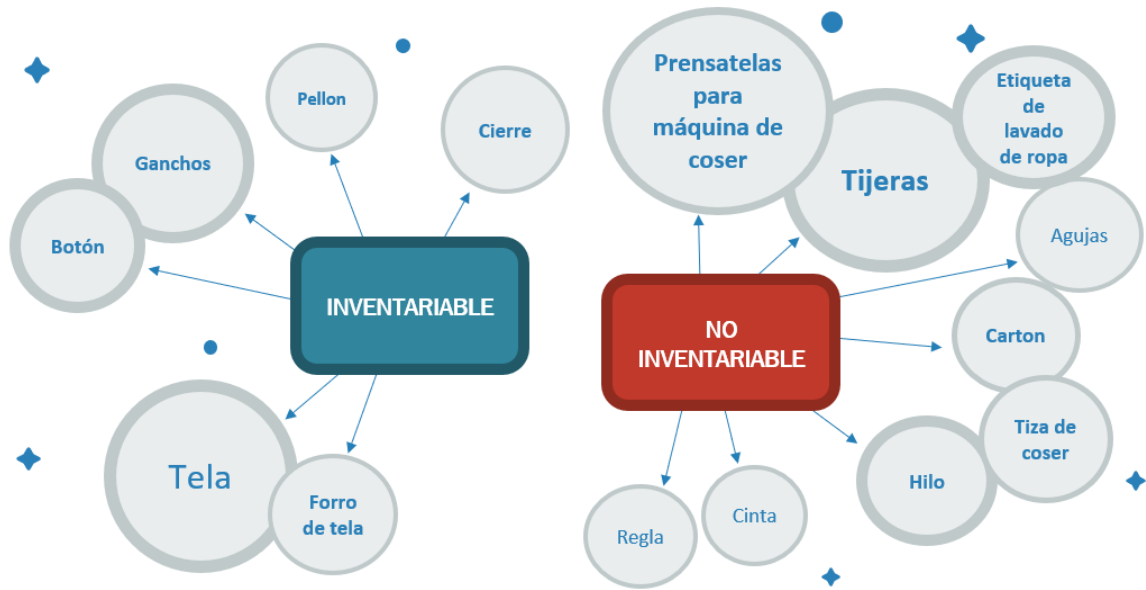 Pellon
Cierre
Ganchos
Botón
INVENTARIABLE
Tela
Forro
de tela
Prensatelas
para
máquina de
coser
Tijeras
Etiqueta
de
lavado
de ropa
Agujas
NO
INVENTARIABLE
Carton
Tiza de
coser
Hilo
Cinta
Regla